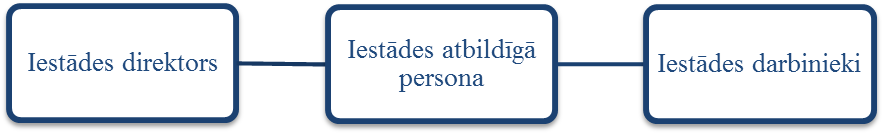 Iestādes direktors
Iestādes atbildīgā
persona
Iestādes darbinieki